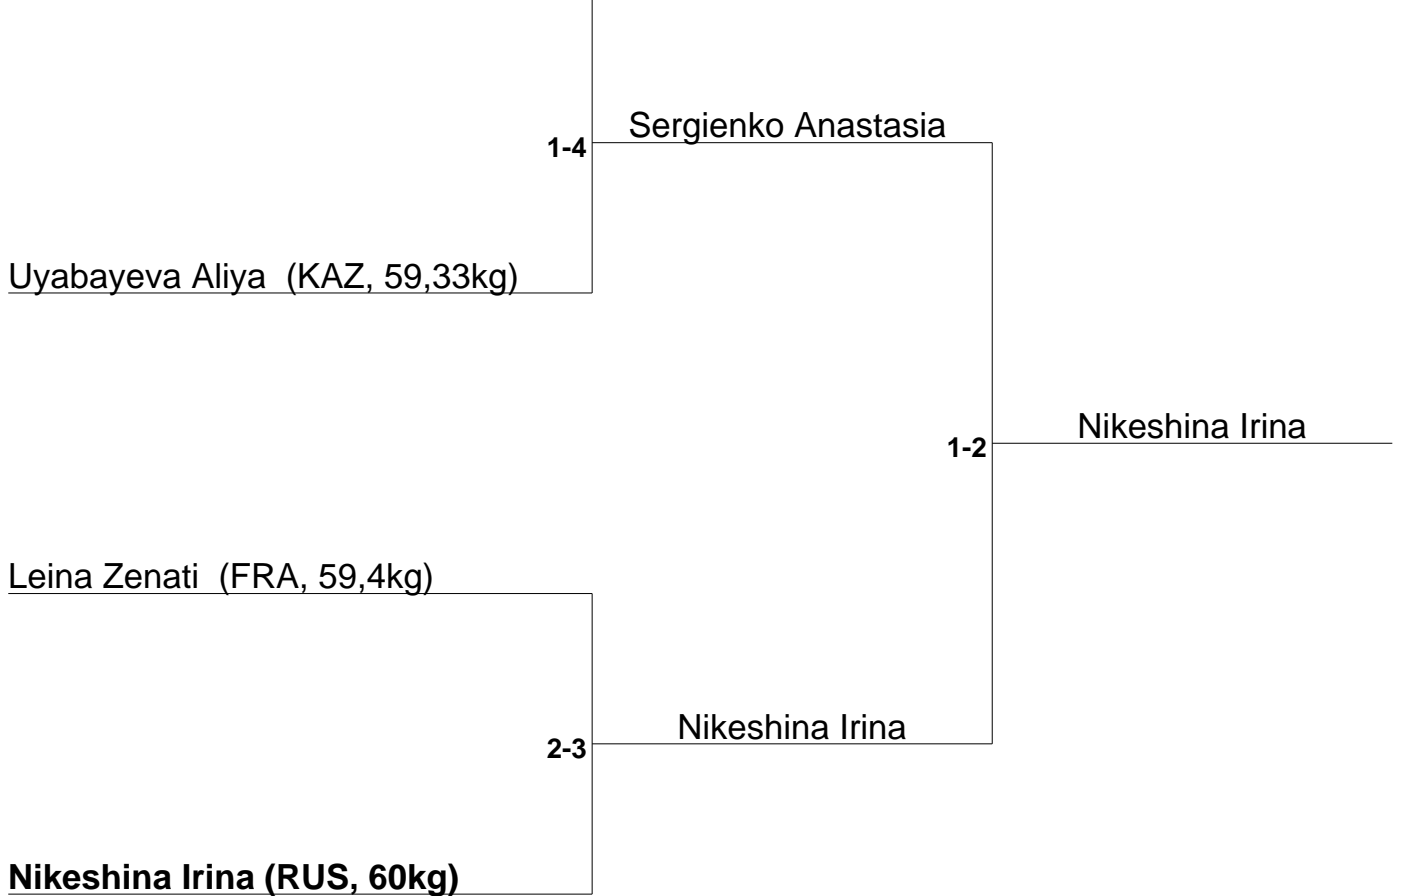 Sergienko Anastasia
1-4
Uyabayeva Aliya (KAZ, 59,33kg)
Nikeshina Irina
1-2
Leina Zenati (FRA, 59,4kg)
Nikeshina Irina
2-3
Nikeshina Irina (RUS, 60kg)